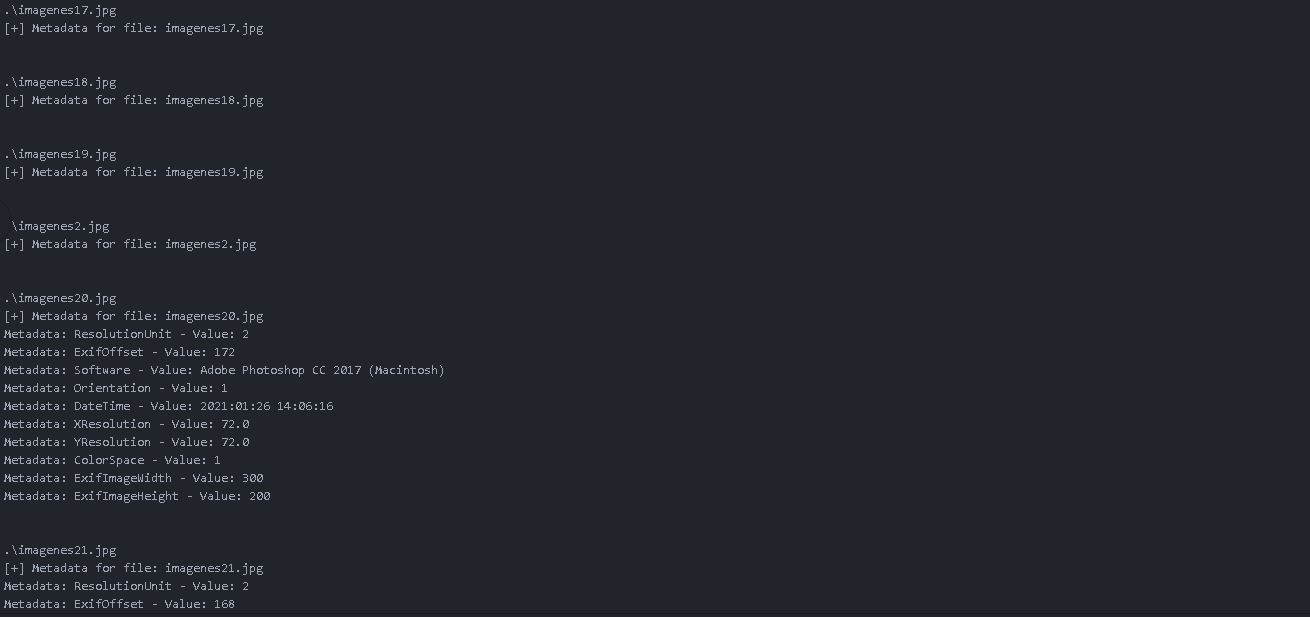 .\imagenes17.jpg
[+] Metadata for file: imagenes17.jpg
.\imagenes18.jpg
[+] Metadata for file: imagenes18.jpg
.\imagenes19.jpg
[+] Metadata for file: imagenes19.jpg
\imagenes2.jpg
[+] Metadata for file: imagenes2.jpg
.\imagenes20.jpg
[+] Metadata for file: imagenes20.jpg
Metadata: ResolutionUnit - Value: 2
Metadata: ExifOffset - Value: 172
Metadata: Software - Value: Adobe Photoshop CC 2017 (Macintosh)
Metadata: Orientation - Value: 1
Metadata: DateTime - Value: 2021:01:26 14:06:16
Metadata: XResolution - Value: 72.0
Metadata: YResolution - Value: 72.0
Metadata: ColorSpace - Value: 1
Metadata: ExifImageWidth - Value: 300
Metadata: ExifImageHeight - Value: 200
.\imagenes21.jpg
[+] Metadata for file: imagenes21.jpg
Metadata: ResolutionUnit - Value: 2
Metadata: ExifOffset - Value: 168